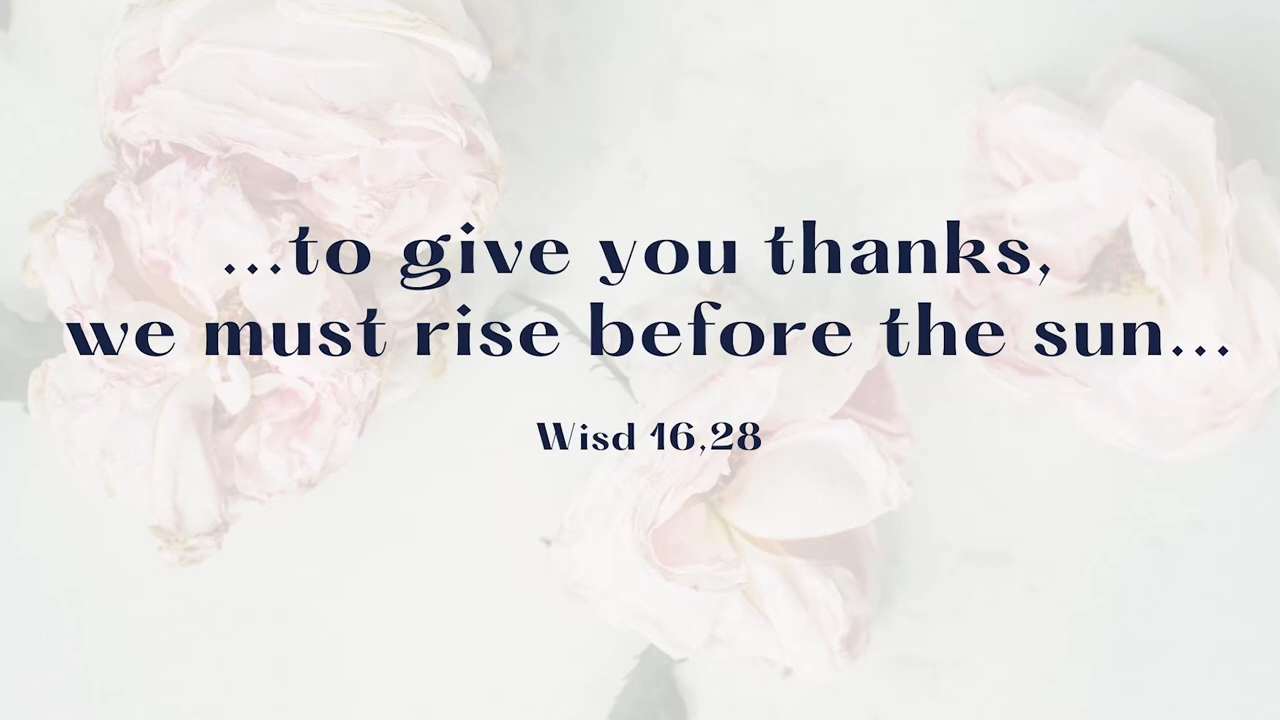 ...to give you thanks,
we must rise before the sun...
Wisd 16,28